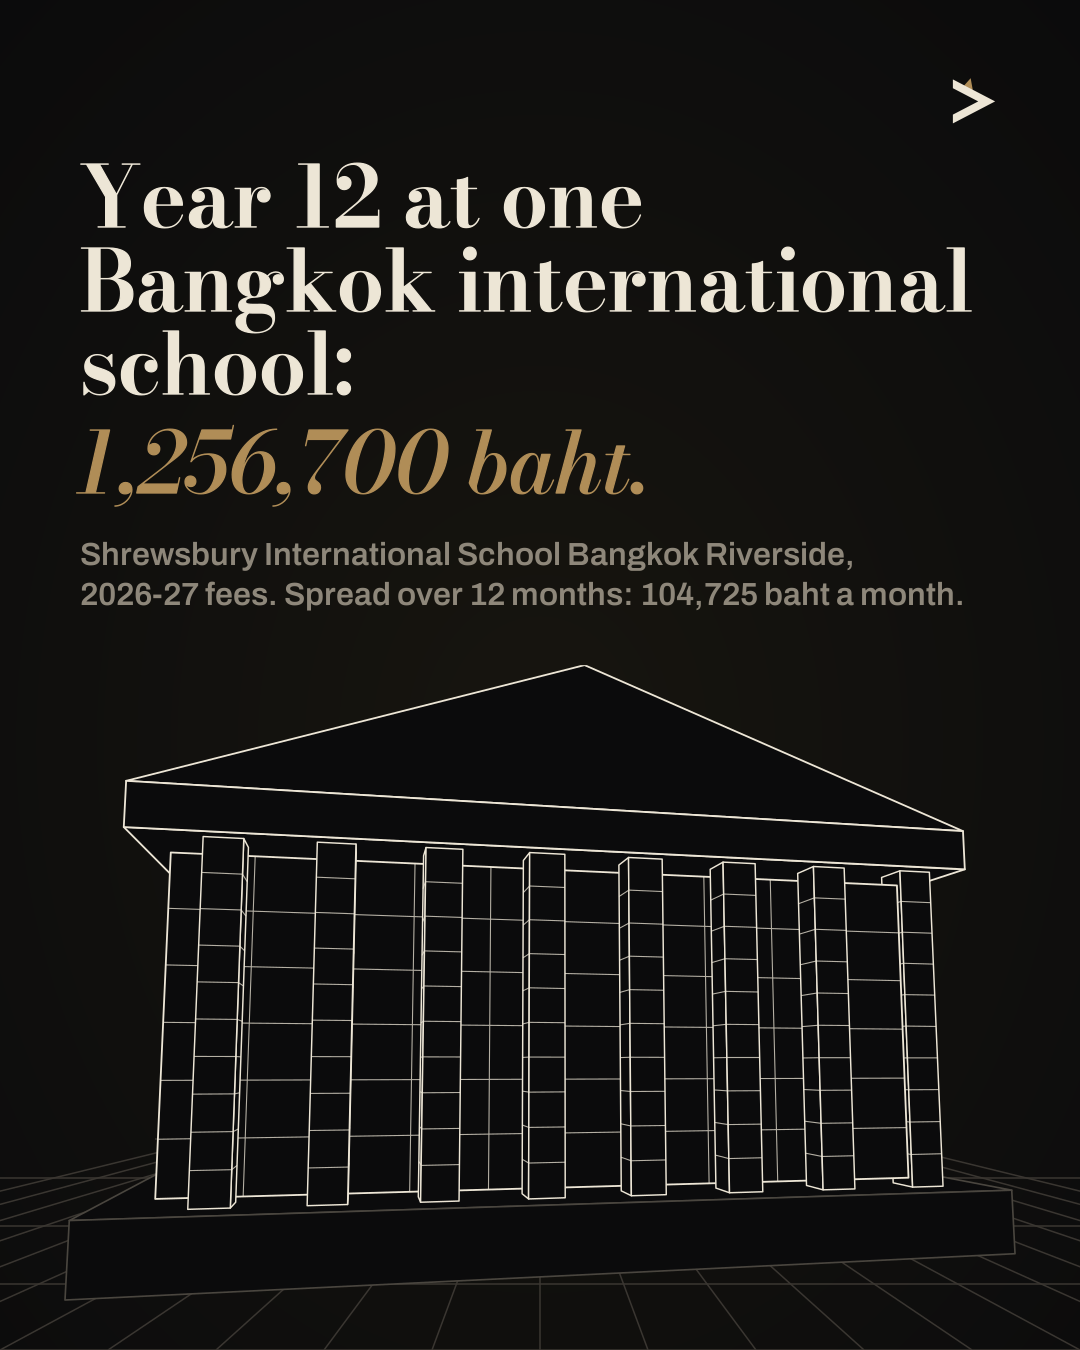 Year 12 at one
Bangkok international
school:
1,256,700 baht.
Shrewsbury International School Bangkok Riverside,
2026-27 fees. Spread over 12 months: 104,725 baht a month.